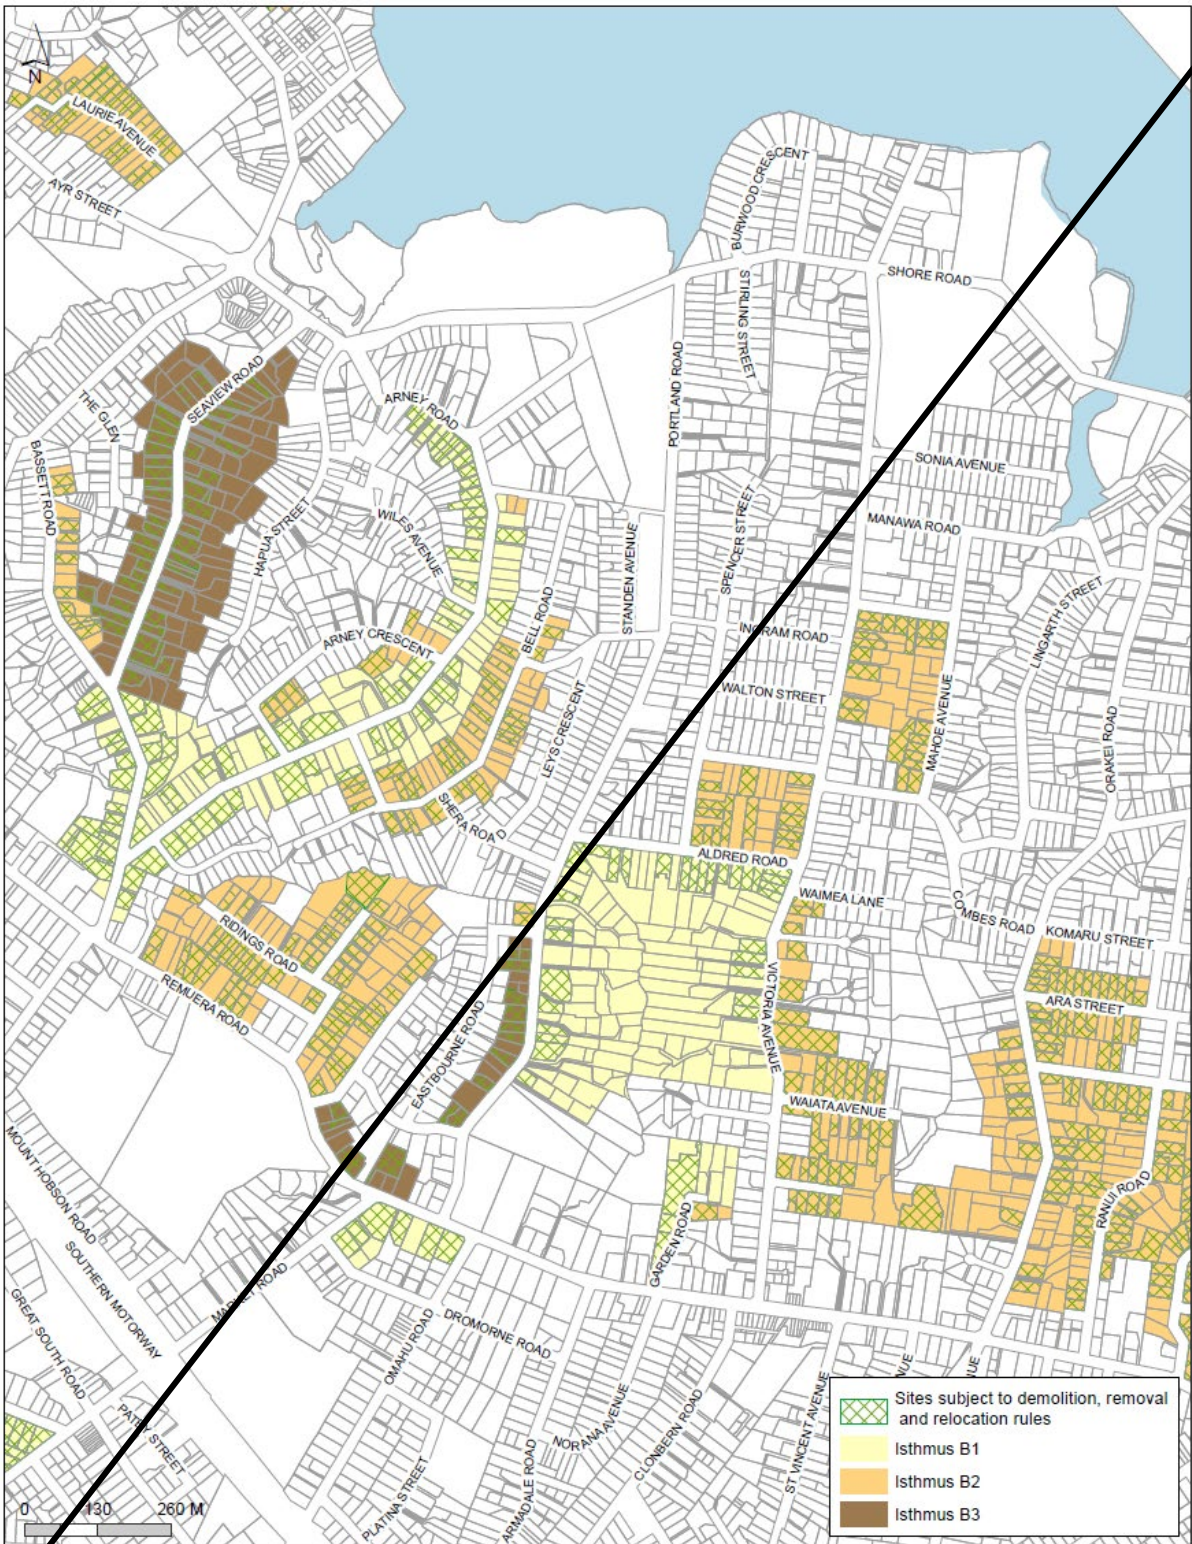 N
LAURIE AVENUE
AYR STREET
BURWOOD CRESCENT
SHORE ROAD
STIRLING STREET
PORTLAND ROAD
SEAVIEW ROAD
THE GLEN
ARNEY ROAD
BASSETT ROAD
SONIA AVENUE
HAPUA STREET
WILES AVENUE
SPENCER STREET
MANAWA ROAD
STANDEN AVENUE
BELL ROAD
LINGARTH STREET
INGRAM ROAD
ARNEY CRESCENT
WALTON STREET
MAHOE AVENUE
ORAKEI ROAD
LEYS CRESCENT
SHERA ROAD
ALDRED ROAD
WAIMEA LANE
COMBES ROAD
KOMARU STREET
RIDINGS ROAD
REMUERA ROAD
VICTORIA AVENUE
ARA STREET
EASTBOURNE ROAD
WAIATA AVENUE
MOUNT HOBSON ROAD
RANUI ROAD
GARDEN ROAD
SOUTHERN MOTORWAY
MARKET ROAD
GREAT SOUTH ROAD
OMAHU ROAD
DROMORNE ROAD
PATEY STREET
NORANA AVENUE
CLONBERN ROAD
ST VINCENT AVENUE
PLATINA STREET
ARMADALE ROAD
Sites subject to demolition, removal
and relocation rules
Isthmus B1
Isthmus B2
Isthmus B3
0 130 260 M